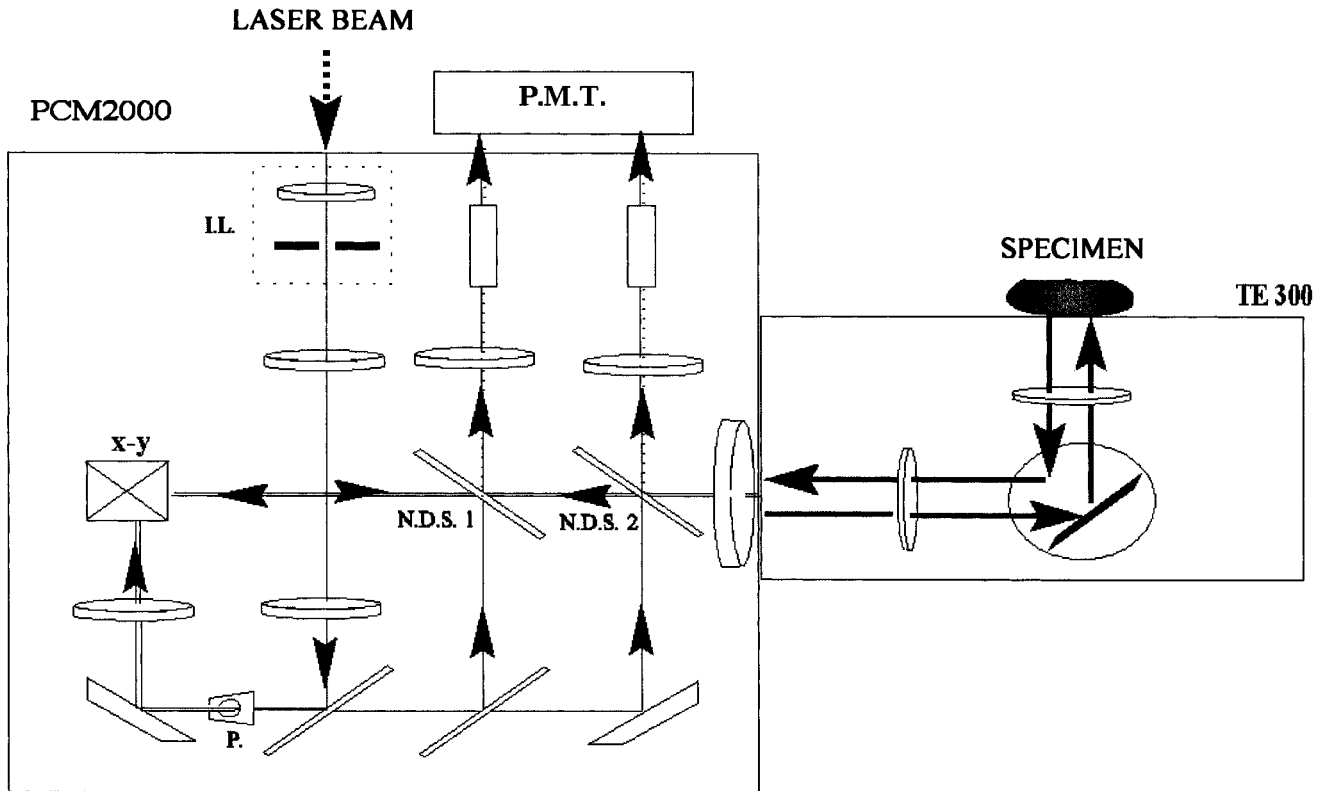 LASER BEAM
P.M.T.
PCM2000
I.L.
SPECIMEN
TE 300
x-y
N.D.S. 1
N.D.S. 2
P.